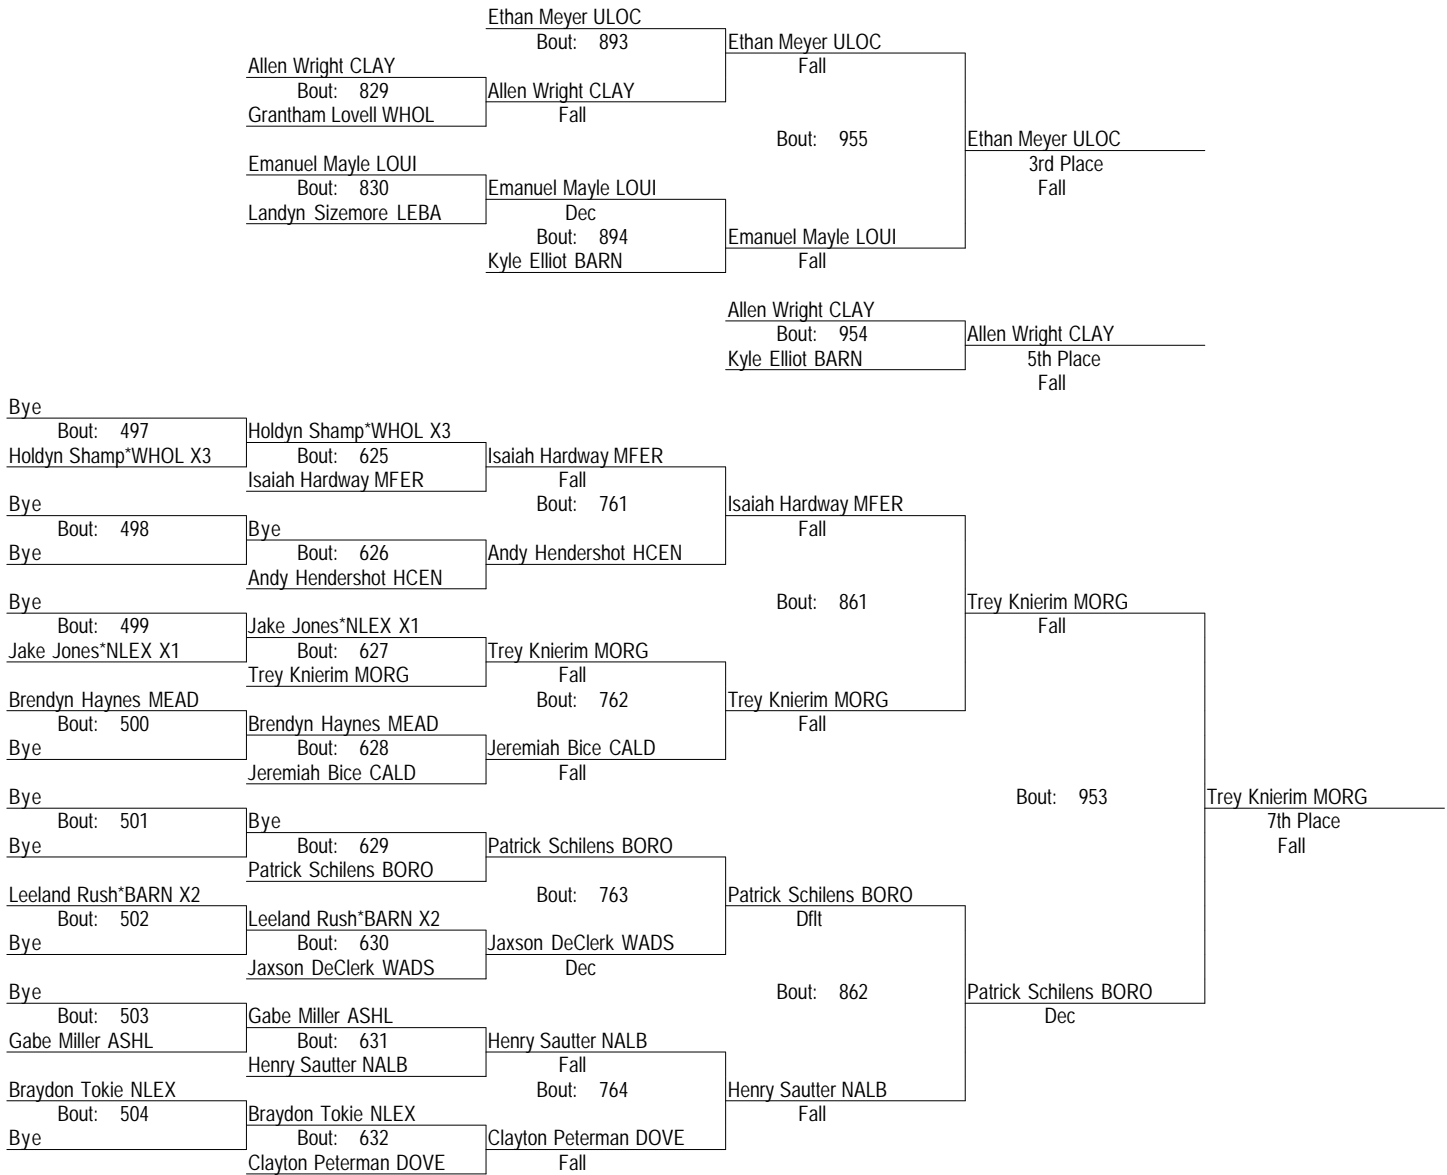 Ethan Meyer ULOC
Bout: 893 Ethan Meyer ULOC
Allen Wright CLAY Fall
Bout: 829 Allen Wright CLAY
Grantham Lovell WHOL Fall
Bout: 955 Ethan Meyer ULOC
Emanuel Mayle LOUI 3rd Place
Bout: 830 Emanuel Mayle LOUI Fall
Landyn Sizemore LEBA Dec
Bout: 894 Emanuel Mayle LOUI
Kyle Elliot BARN Fall
Allen Wright CLAY
Bout: 954 Allen Wright CLAY
Kyle Elliot BARN 5th Place
Fall
Bye
Bout: 497 Holdyn Shamp*WHOL X3
Holdyn Shamp*WHOL X3 Bout: 625 Isaiah Hardway MFER
Isaiah Hardway MFER Fall
Bye Bout: 761 Isaiah Hardway MFER
Bout: 498 Bye Fall
Bye Bout: 626 Andy Hendershot HCEN
Andy Hendershot HCEN
Bye Bout: 861 Trey Knierim MORG
Bout: 499 Jake Jones*NLEX X1 Fall
Jake Jones*NLEX X1 Bout: 627 Trey Knierim MORG
Trey Knierim MORG Fall
Brendyn Haynes MEAD Bout: 762 Trey Knierim MORG
Bout: 500 Brendyn Haynes MEAD Fall
Bye Bout: 628 Jeremiah Bice CALD
Jeremiah Bice CALD Fall
Bye Bout: 953 Trey Knierim MORG
Bout: 501 Bye 7th Place
Bye Bout: 629 Patrick Schilens BORO Fall
Patrick Schilens BORO
Leeland Rush*BARN X2 Bout: 763 Patrick Schilens BORO
Bout: 502 Leeland Rush*BARN X2 Dflt
Bye Bout: 630 Jaxson DeClerk WADS
Jaxson DeClerk WADS Dec
Bye Bout: 862 Patrick Schilens BORO
Bout: 503 Gabe Miller ASHL Dec
Gabe Miller ASHL Bout: 631 Henry Sautter NALB
Henry Sautter NALB Fall
Braydon Tokie NLEX Bout: 764 Henry Sautter NALB
Bout: 504 Braydon Tokie NLEX Fall
Bye Bout: 632 Clayton Peterman DOVE
Clayton Peterman DOVE Fall